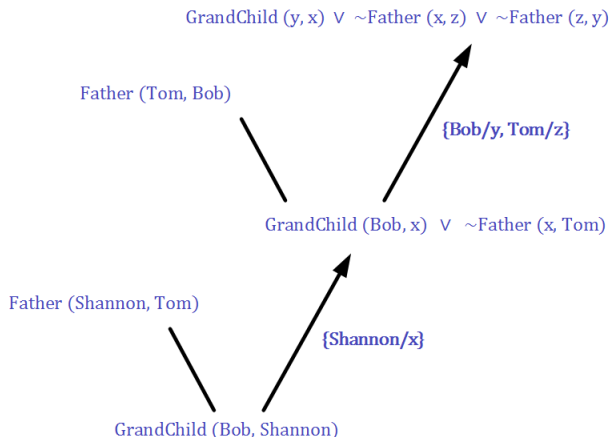 GrandChild (y, x) V ~Father (x, z) V ~Father (z, y)
Father (Tom, Bob)
{Bob/y, Tom/z}
GrandChild (Bob, x) V ~Father (x, Tom)
Father (Shannon, Tom)
{Shannon/x}
GrandChild (Bob, Shannon)